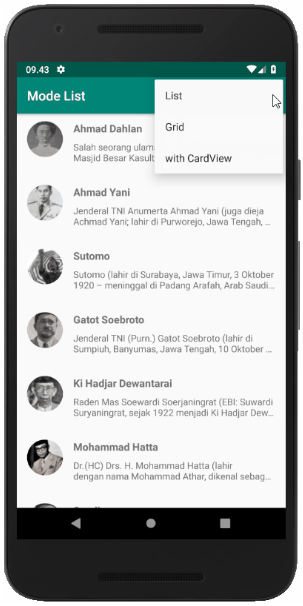 09.43
Mode List
List
Grid
with CardView
Ahmad Dahlan
Salah seorang ulama
Masjid Besar Kasult
Ahmad Yani
Jenderal TNI Anumerta Ahmad Yani (juga dieja
Achmad Yani; lahir di Purworejo, Jawa Tengah, …
Sutomo
Sutomo (lahir di Surabaya, Jawa Timur, 3 Oktober
1920 – meninggal di Padang Arafah, Arab Saudi…
Gatot Soebroto
Jenderal TNI (Purn.) Gatot Soebroto (lahir di
Sumpiuh, Banyumas, Jawa Tengah, 10 Oktober …
Ki Hadjar Dewantarai
Raden Mas Soewardi Soerjaningrat (EBI: Suwardi
Suryaningrat, sejak 1922 menjadi Ki Hadjar Dew…
Mohammad Hatta
Dr.(HC) Drs. H. Mohammad Hatta (lahir
dengan nama Mohammad Athar, dikenal sebag…